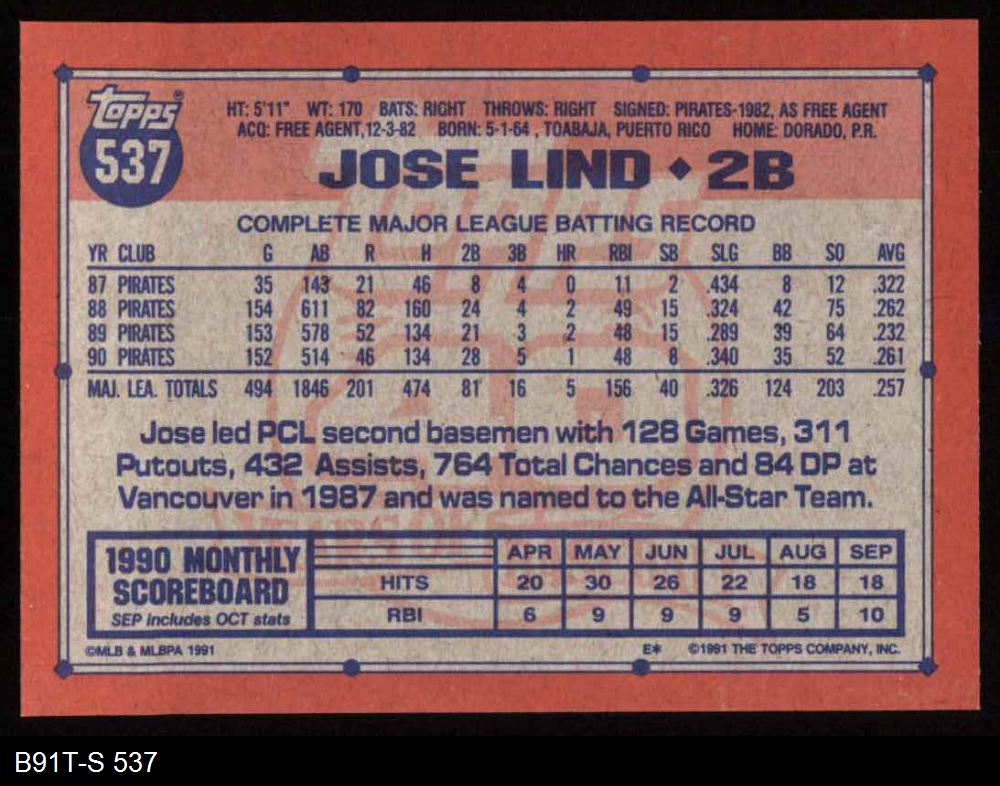 Topps®
537
HT: 5'11" WT: 170 BATS: RIGHT THROWS: RIGHT SIGNED: PIRATES-1982, AS FREE AGENT
ACQ: FREE AGENT,12-3-82 BORN: 5-1-64 , TOABAJA, PUERTO RICO HOME: DORADO, P.R.
JOSE LIND ◆ 2B
COMPLETE MAJOR LEAGUE BATTING RECORD
YR CLUB G AB R H 2B 3B HR RBI SB SLG BB SO AVG
87 PIRATES 35 143 21 46 8 4 0 11 2 .434 8 12 .322
88 PIRATES 154 611 82 160 24 4 2 49 15 .324 42 75 .262
89 PIRATES 153 578 52 134 21 3 2 48 15 .289 39 64 .232
90 PIRATES 152 514 46 134 28 5 1 48 8 .340 35 52 .261
MAJ. LEA. TOTALS 494 1846 201 474 81 16 5 156 40 .326 124 203 .257
Jose led PCL second basemen with 128 Games, 311
Putouts, 432 Assists, 764 Total Chances and 84 DP at
Vancouver in 1987 and was named to the All-Star Team.
1990 MONTHLY
SCOREBOARD
SEP includes OCT stats
APR MAY JUN JUL AUG SEP
HITS 20 30 26 22 18 18
RBI 6 9 9 9 5 10
©MLB & MLBPA 1991 E* ©1991 THE TOPPS COMPANY, INC.
B91T-S 537